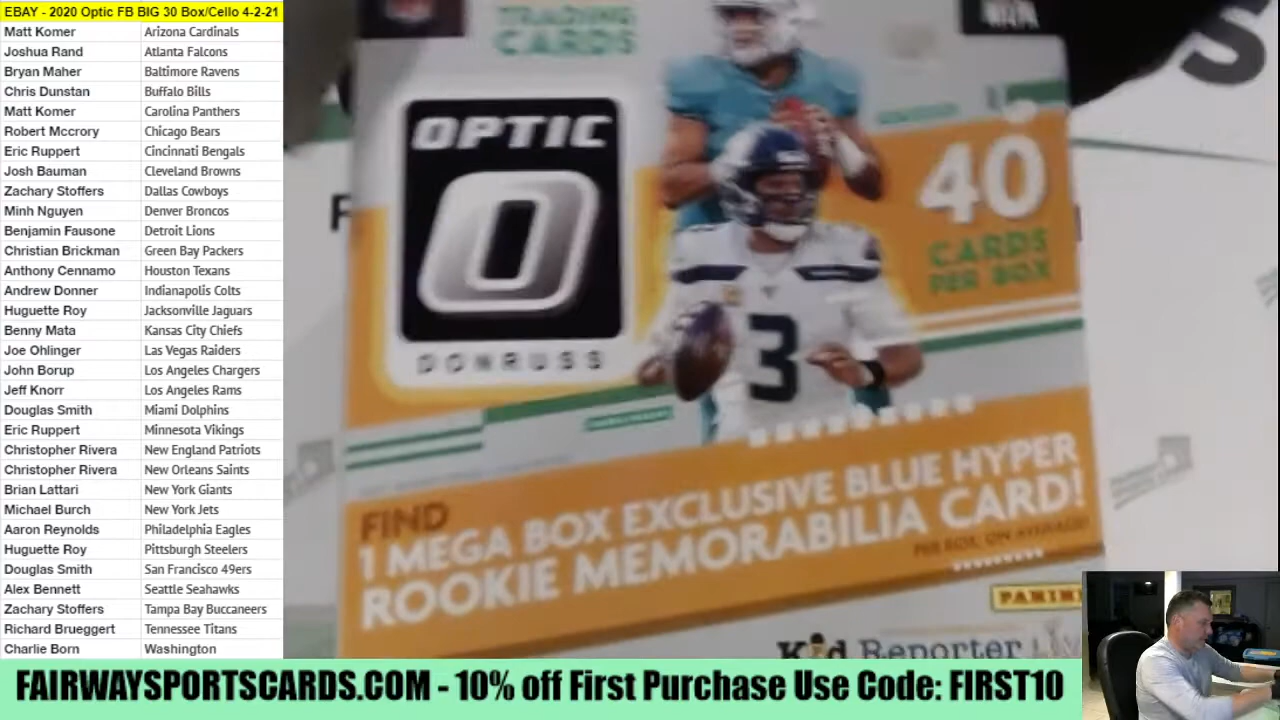 EBAY - 2020 Optic FB BIG 30 Box/Cello 4-2-21
Matt Komer Arizona Cardinals
Joshua Rand Atlanta Falcons
Bryan Maher Baltimore Ravens
Chris Dunstan Buffalo Bills
Matt Komer Carolina Panthers
Robert Mccrory Chicago Bears
Eric Ruppert Cincinnati Bengals
Josh Bauman Cleveland Browns
Zachary Stoffers Dallas Cowboys
Minh Nguyen Denver Broncos
Benjamin Fausone Detroit Lions
Christian Brickman Green Bay Packers
Anthony Cennamo Houston Texans
Andrew Donner Indianapolis Colts
Huguette Roy Jacksonville Jaguars
Benny Mata Kansas City Chiefs
Joe Ohlinger Las Vegas Raiders
John Borup Los Angeles Chargers
Jeff Knorr Los Angeles Rams
Douglas Smith Miami Dolphins
Eric Ruppert Minnesota Vikings
Christopher Rivera New England Patriots
Christopher Rivera New Orleans Saints
Brian Lattari New York Giants
Michael Burch New York Jets
Aaron Reynolds Philadelphia Eagles
Huguette Roy Pittsburgh Steelers
Douglas Smith San Francisco 49ers
Alex Bennett Seattle Seahawks
Zachary Stoffers Tampa Bay Buccaneers
Richard Brueggert Tennessee Titans
Charlie Born Washington
TRADING
CARDS
OPTIC
O
DONRUSS
40
CARDS
PER BOX
3
FIND
1 MEGA BOX EXCLUSIVE BLUE HYPER
ROOKIE MEMORABILIA CARD!
PER BOX, ON AVERAGE!
PANINI
Kid Reporter
S
FAIRWAYSPORTSCARDS.COM - 10% off First Purchase Use Code: FIRST10